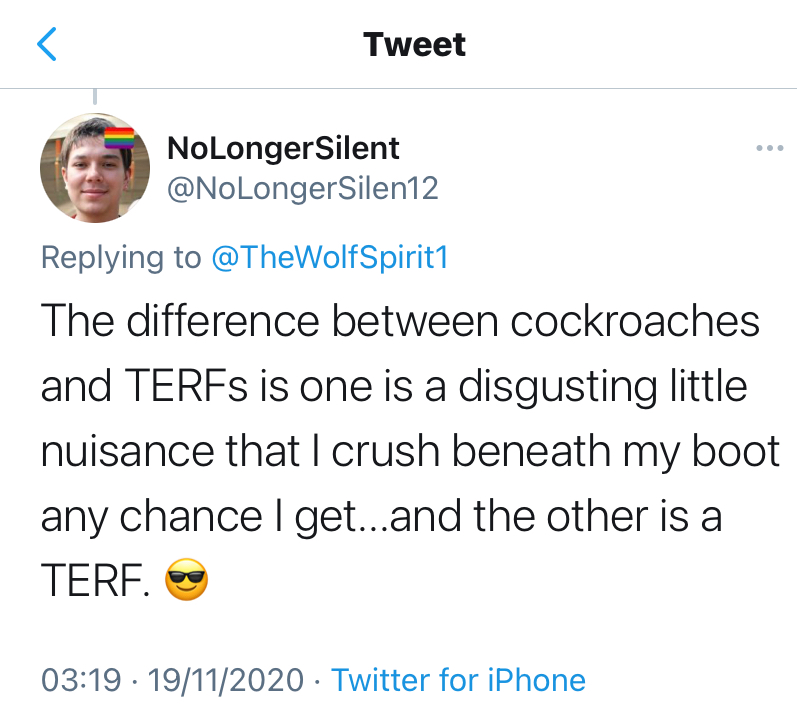 Tweet
NoLongerSilent
@NoLongerSilen12
Replying to @TheWolfSpirit1
The difference between cockroaches
and TERFs is one is a disgusting little
nuisance that I crush beneath my boot
any chance I get...and the other is a
TERF. 😎
03:19 · 19/11/2020 · Twitter for iPhone